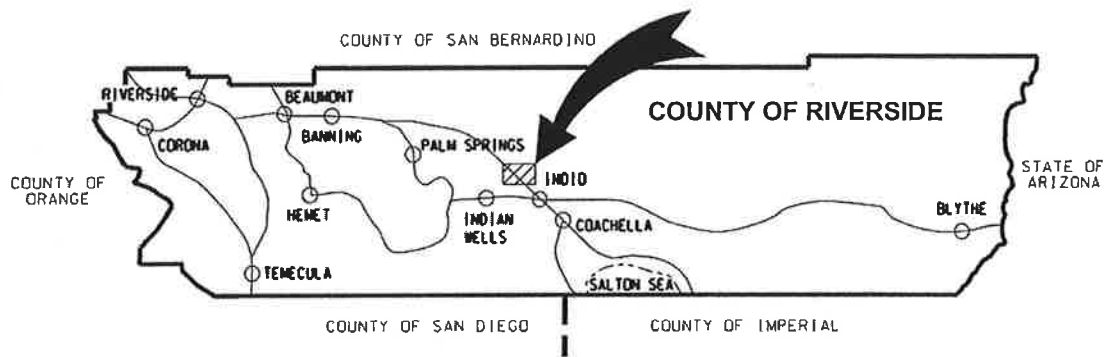 COUNTY OF SAN BERNARDINO
RIVERSIDE
BEAUMONT
COUNTY OF RIVERSIDE
CORONA
BANNING
PALM SPRINGS
STATE OF
ARIZONA
COUNTY OF
ORANGE
INDIO
HEMET
INDIAN
WELLS
COACHELLA
BLYTHE
TEMECULA
SALTON SEA
COUNTY OF SAN DIEGO
COUNTY OF IMPERIAL